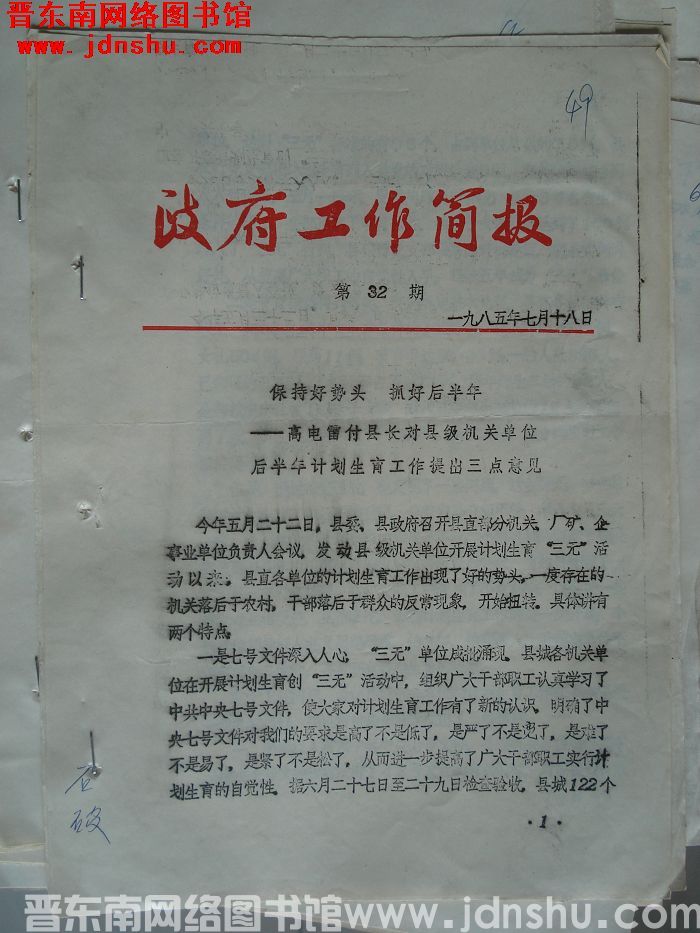 晋东南网络图书馆
www.jdnshu.com
49
政府工作简报
第 32 期
一九八五年七月十八日
保持好势头 抓好后半年
——高电雷付县长对县级机关单位
后半年计划生育工作提出三点意见
今年五月二十二日，县委、县政府召开县直部分机关、厂矿、企
事业单位负责人会议，发动县级机关单位开展计划生育“三无”活
动以来，县直各单位的计划生育工作出现了好的势头，一度存在的
机关落后于农村，干部落后于群众的反常现象，开始扭转。具体讲有
两个特点
一是七号文件深入人心，“三无”单位成批涌现。县城各机关单
位在开展计划生育创“三无”活动中，组织广大干部职工认真学习了
中共中央七号文件，使大家对计划生育工作有了新的认识，明确了中
央七号文件对我们的要求是高了不是低了，是严了不是宽了，是难了
不是易了，是紧了不是松了，从而进一步提高了广大干部职工实行计
划生育的自觉性。据六月二十七日至二十九日检查验收，县城122个
·1·
晋东南网络图书馆 www.jdnshu.com